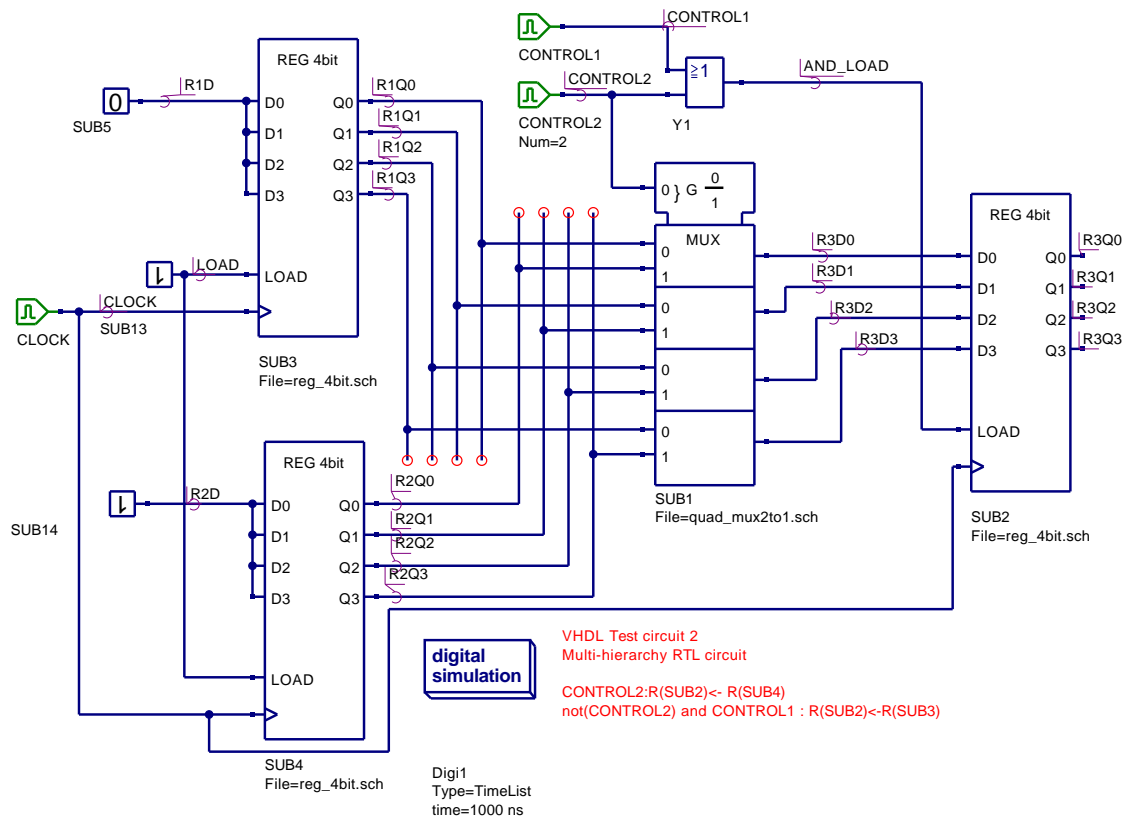 CONTROL1
CONTROL1
REG 4bit
R1D
D0
D1
D2
D3
LOAD
Q0
Q1
Q2
Q3
R1Q0
R1Q1
R1Q2
R1Q3
0
SUB5
1
LOAD
CLOCK
CLOCK
SUB13
SUB3
File=reg_4bit.sch
CONTROL2
CONTROL2
Num=2
≧1
Y1
AND_LOAD
0 } G 0
1
MUX
0
1
0
1
0
1
0
1
SUB1
File=quad_mux2to1.sch
R3D0
R3D1
R3D2
R3D3
REG 4bit
D0
D1
D2
D3
LOAD
Q0
Q1
Q2
Q3
R3Q0
R3Q1
R3Q2
R3Q3
SUB2
File=reg_4bit.sch
1
R2D
SUB14
REG 4bit
D0
D1
D2
D3
LOAD
Q0
Q1
Q2
Q3
R2Q0
R2Q1
R2Q2
R2Q3
SUB4
File=reg_4bit.sch
digital
simulation
Digi1
Type=TimeList
time=1000 ns
VHDL Test circuit 2
Multi-hierarchy RTL circuit
CONTROL2:R(SUB2)<- R(SUB4)
not(CONTROL2) and CONTROL1 : R(SUB2)<-R(SUB3)